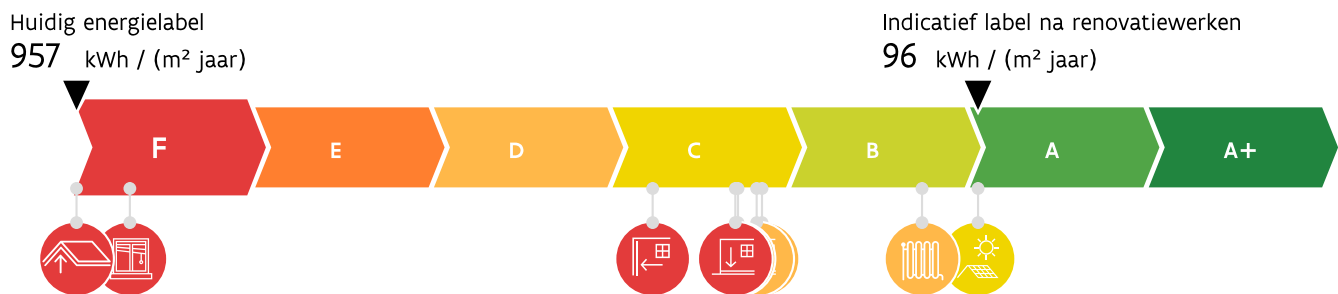 Huidig energielabel
957 kWh / (m² jaar)
Indicatief label na renovatiewerken
96 kWh / (m² jaar)
F E D C B A A+